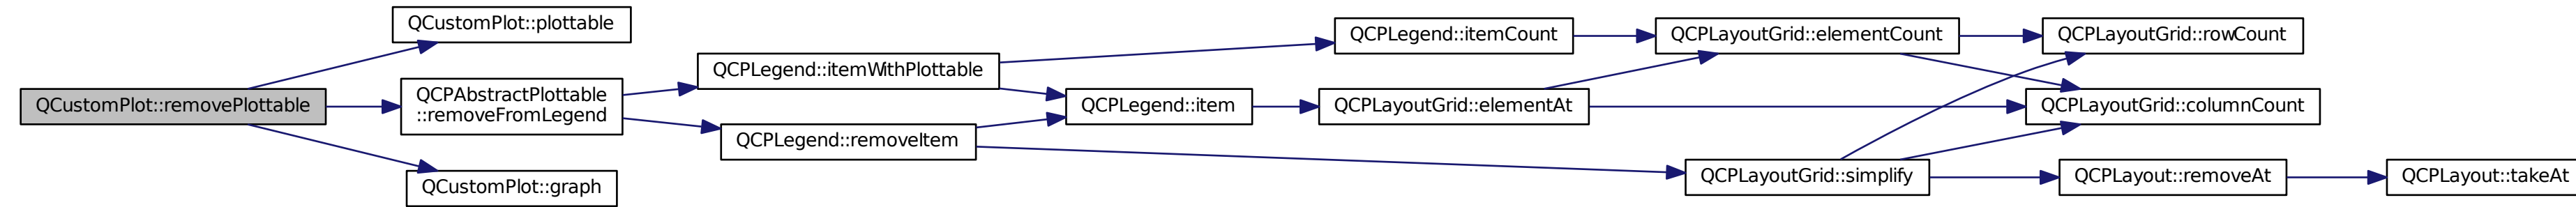 QCustomPlot::removePlottable
QCustomPlot::plottable
QCPAbstractPlottable
::removeFromLegend
QCustomPlot::graph
QCPLegend::itemWithPlottable
QCPLegend::removeItem
QCPLegend::item
QCPLegend::itemCount
QCPLayoutGrid::elementAt
QCPLayoutGrid::elementCount
QCPLayoutGrid::simplify
QCPLayoutGrid::rowCount
QCPLayoutGrid::columnCount
QCPLayout::removeAt
QCPLayout::takeAt